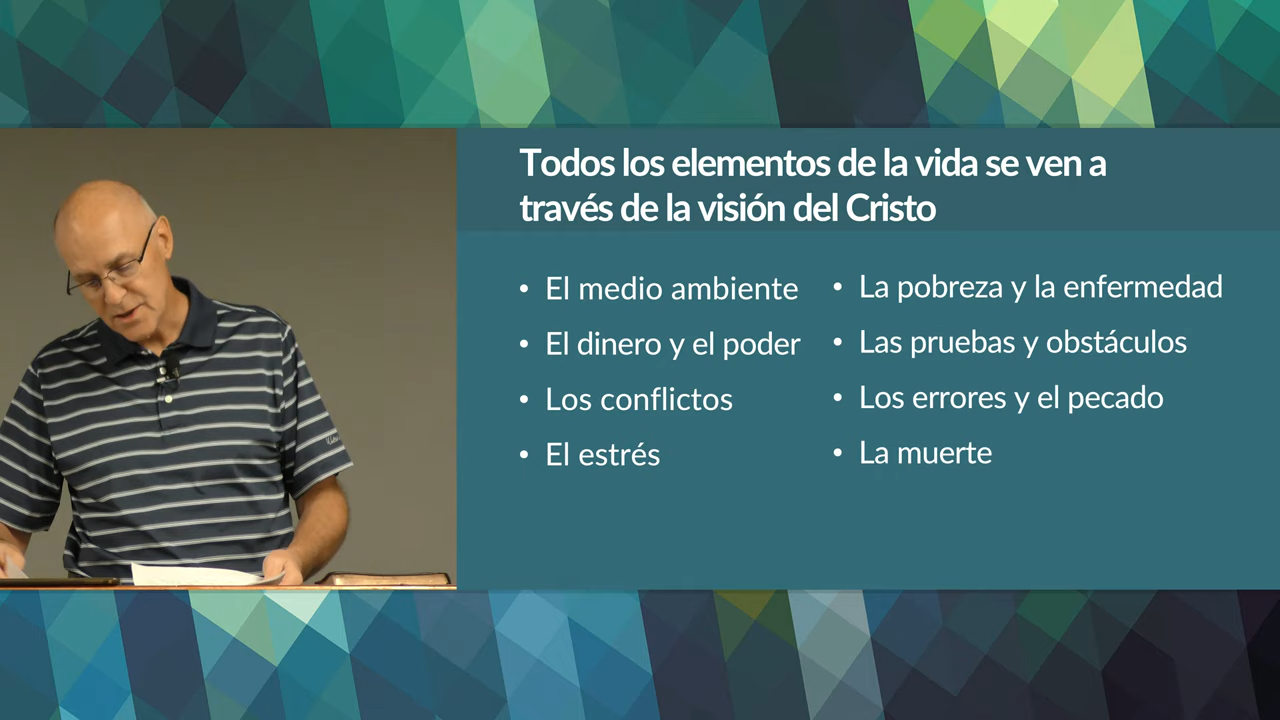 Todos los elementos de la vida se ven a
través de la visión del Cristo
• El medio ambiente
• El dinero y el poder
• Los conflictos
• El estrés
• La pobreza y la enfermedad
• Las pruebas y obstáculos
• Los errores y el pecado
• La muerte